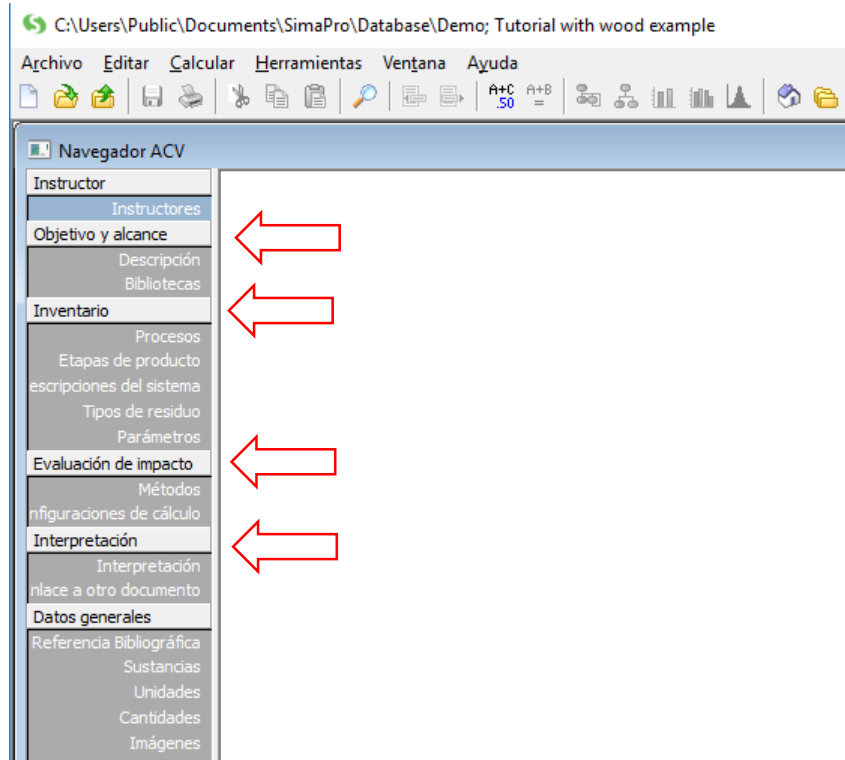 C:\Users\Public\Documents\SimaPro\Database\Demo; Tutorial with wood example
Archivo Editar Calcular Herramientas Ventana Ayuda
A+C .50 A+B =
Navegador ACV
Instructor
Instructores
Objetivo y alcance
Descripción
Bibliotecas
Inventario
Procesos
Etapas de producto
escripciones del sistema
Tipos de residuo
Parámetros
Evaluación de impacto
Métodos
nfiguraciones de cálculo
Interpretación
Interpretación
nlace a otro documento
Datos generales
Referencia Bibliográfica
Sustancias
Unidades
Cantidades
Imágenes